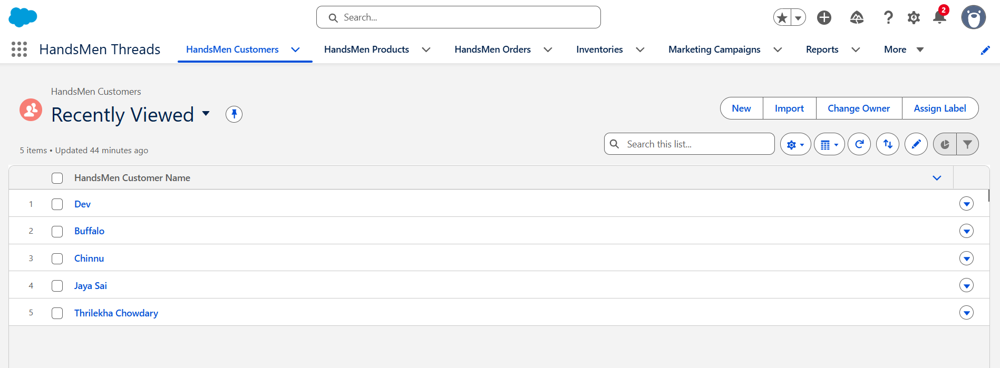 Search...
2
HandsMen Threads HandsMen Customers HandsMen Products HandsMen Orders Inventories Marketing Campaigns Reports More
HandsMen Customers
Recently Viewed
New Import Change Owner Assign Label
5 items • Updated 44 minutes ago
Search this list...
HandsMen Customer Name
1 Dev
2 Buffalo
3 Chinnu
4 Jaya Sai
5 Thrilekha Chowdary